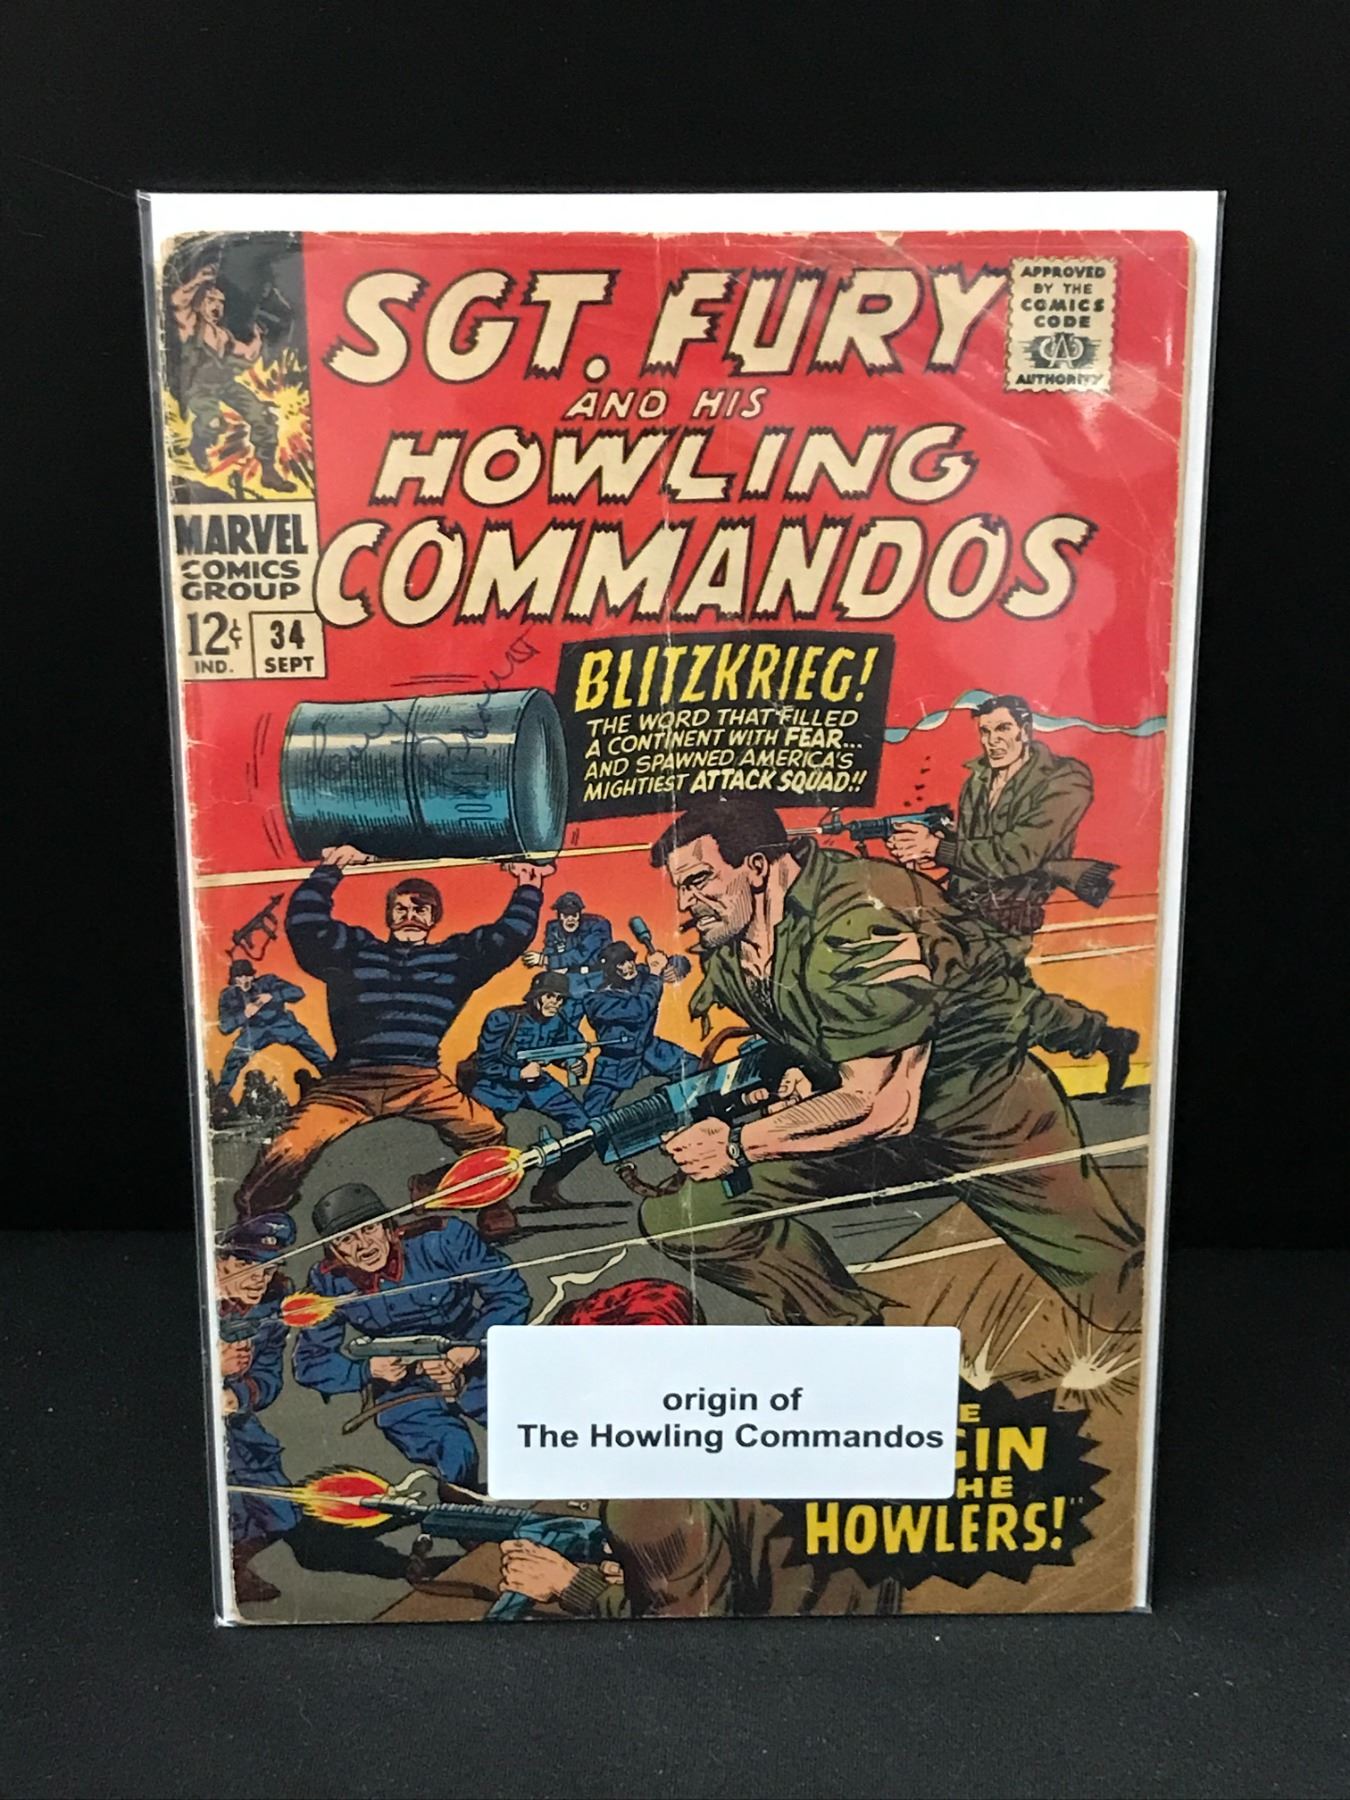 SGT. FURY
AND HIS
HOWLING
COMMANDOS
APPROVED
BY THE
COMICS
CODE
AUTHORITY
MARVEL
COMICS
GROUP
12¢
IND.
34
SEPT
BLITZKRIEG!
THE WORD THAT FILLED
A CONTINENT WITH FEAR...
AND SPAWNED AMERICA'S
MIGHTIEST ATTACK SQUAD!!
origin of
The Howling Commandos
HOWLERS!"